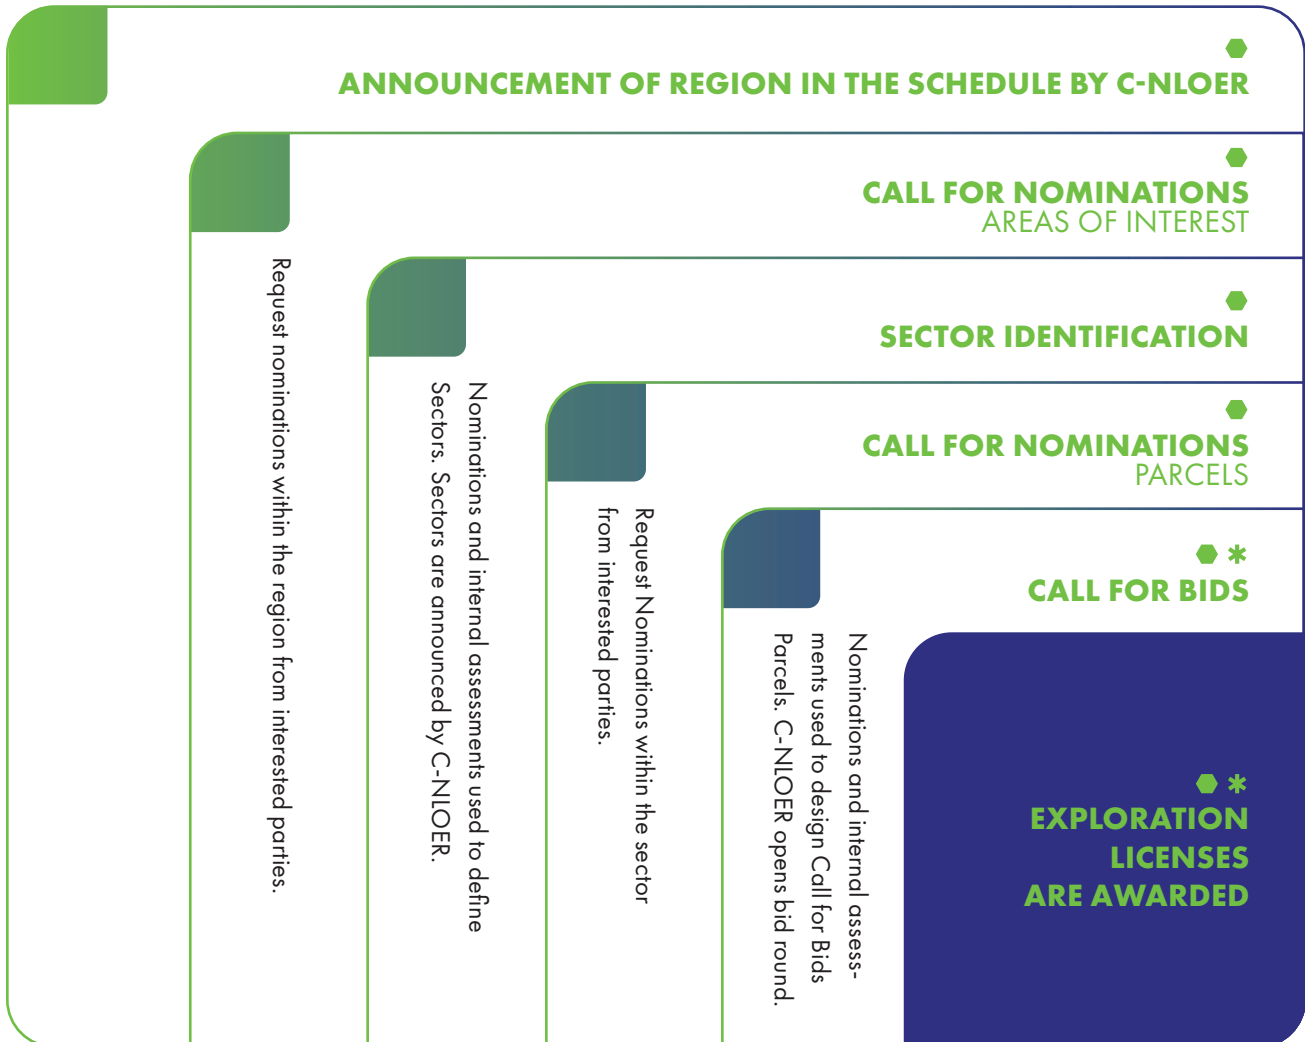 ANNOUNCEMENT OF REGION IN THE SCHEDULE BY C-NLOER
CALL FOR NOMINATIONS
AREAS OF INTEREST
Request nominations within the region from interested parties.
SECTOR IDENTIFICATION
Nominations and internal assessments used to define
Sectors. Sectors are announced by C-NLOER.
CALL FOR NOMINATIONS
PARCELS
Request Nominations within the sector
from interested parties.
*
CALL FOR BIDS
Nominations and internal assess-
ments used to design Call for Bids
Parcels. C-NLOER opens bid round.
*
EXPLORATION
LICENSES
ARE AWARDED